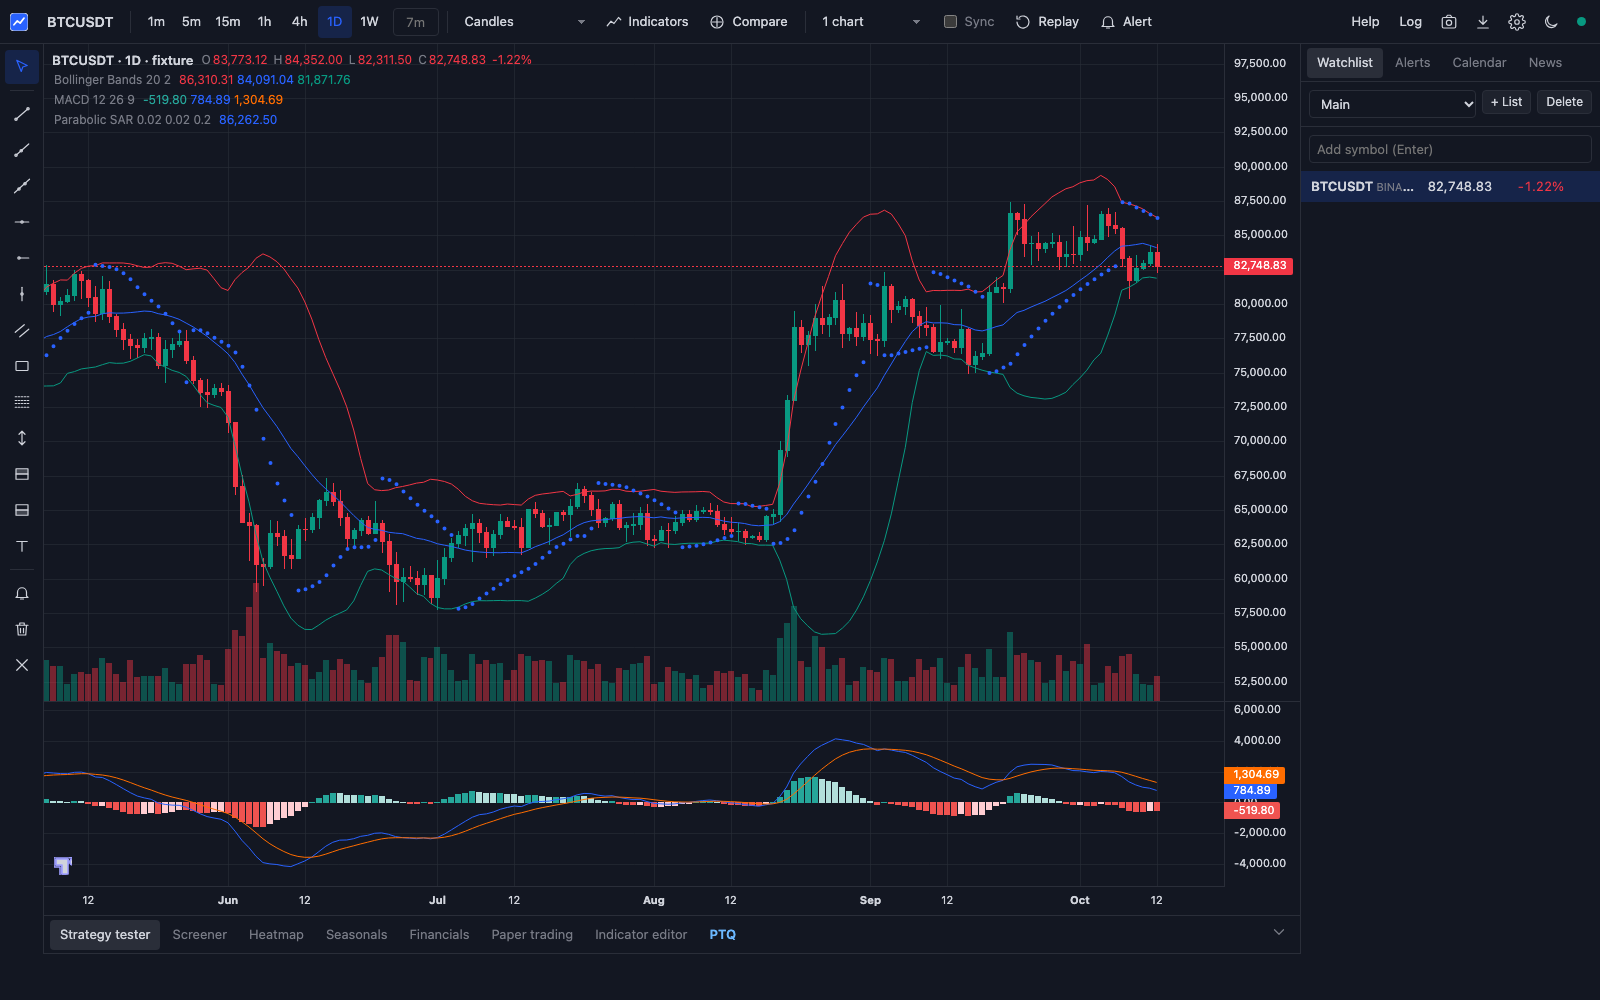 BTCUSDT 1m 5m 15m 1h 4h 1D 1W 7m Candles Indicators Compare 1 chart Sync Replay Alert Help Log
BTCUSDT · 1D · fixture O83,773.12 H84,352.00 L82,311.50 C82,748.83 -1.22%
Bollinger Bands 20 2 86,310.31 84,091.04 81,871.76
MACD 12 26 9 -519.80 784.89 1,304.69
Parabolic SAR 0.02 0.02 0.2 86,262.50
97,500.00
95,000.00
92,500.00
90,000.00
87,500.00
85,000.00
82,748.83
80,000.00
77,500.00
75,000.00
72,500.00
70,000.00
67,500.00
65,000.00
62,500.00
60,000.00
57,500.00
55,000.00
52,500.00
6,000.00
4,000.00
1,304.69
784.89
-519.80
-2,000.00
-4,000.00
12 Jun 12 Jul 12 Aug 12 Sep 12 Oct 12
Strategy tester Screener Heatmap Seasonals Financials Paper trading Indicator editor PTQ
Watchlist Alerts Calendar News
Main + List Delete
Add symbol (Enter)
BTCUSDT BINA... 82,748.83 -1.22%